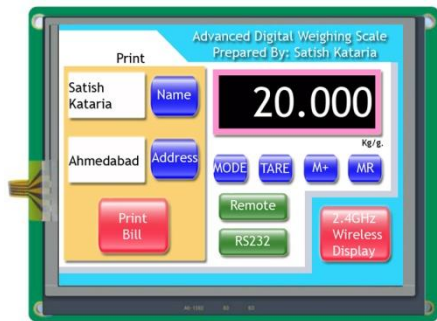 Advanced Digital Weighing Scale
Prepared By: Satish Kataria
Print
Satish
Kataria
Name
20.000
Kg/g.
Ahmedabad
Address
MODE
TARE
M+
MR
Print
Bill
Remote
RS232
2.4GHz
Wireless
Display